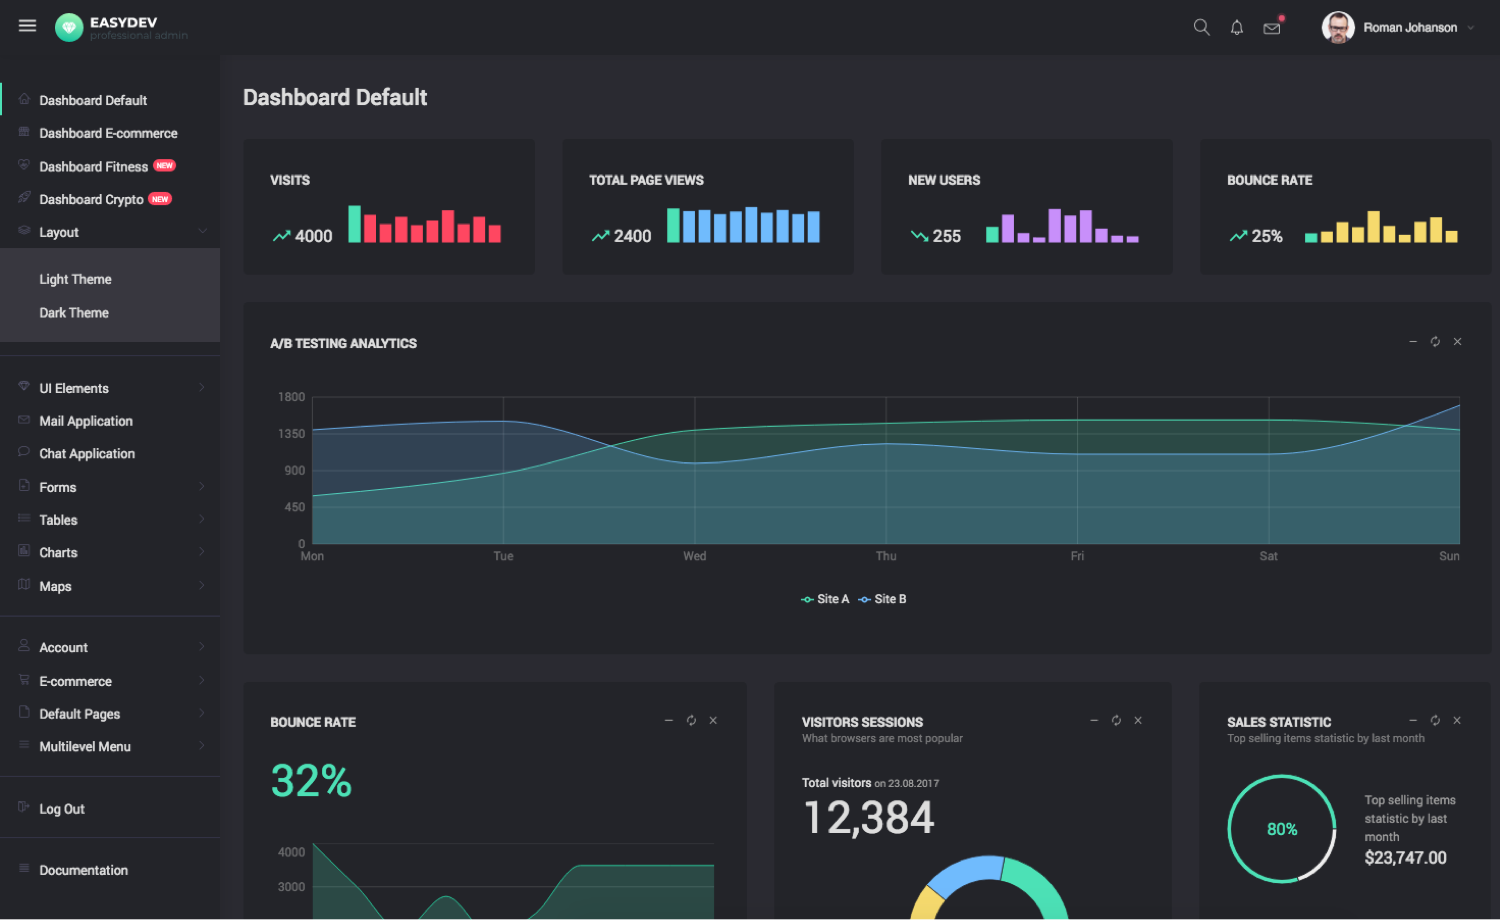 EASYDEV
professional admin
Roman Johanson
Dashboard Default
Dashboard E-commerce
Dashboard Fitness NEW
Dashboard Crypto NEW
Layout
Light Theme
Dark Theme
UI Elements
Mail Application
Chat Application
Forms
Tables
Charts
Maps
Account
E-commerce
Default Pages
Multilevel Menu
Log Out
Documentation
Dashboard Default
VISITS
4000
TOTAL PAGE VIEWS
2400
NEW USERS
255
BOUNCE RATE
25%
A/B TESTING ANALYTICS
1800
1350
900
450
0
Mon Tue Wed Thu Fri Sat Sun
Site A Site B
BOUNCE RATE
32%
4000
3000
VISITORS SESSIONS
What browsers are most popular
Total visitors on 23.08.2017
12,384
SALES STATISTIC
Top selling items statistic by last month
80%
Top selling items
statistic by last
month
$23,747.00